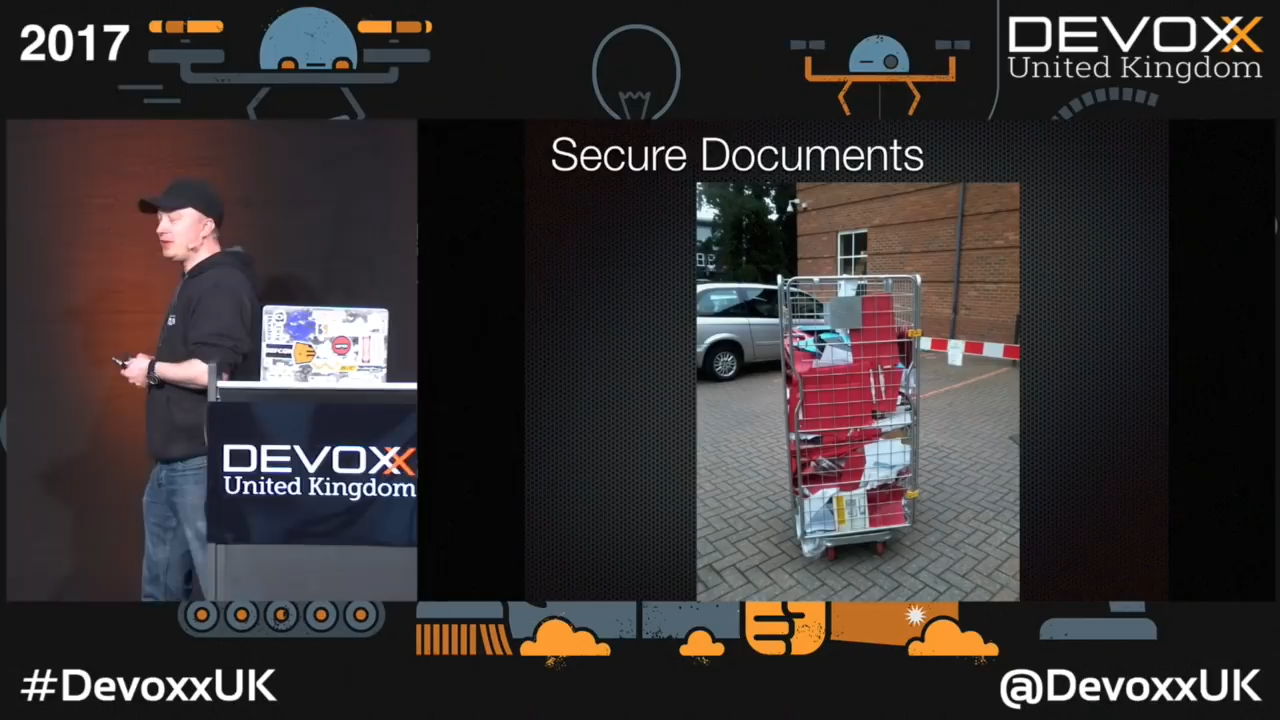 2017
DEVOXX
United Kingdom
Secure Documents
DEVOXX
United Kingdom
#DevoxxUK
@DevoxxUK